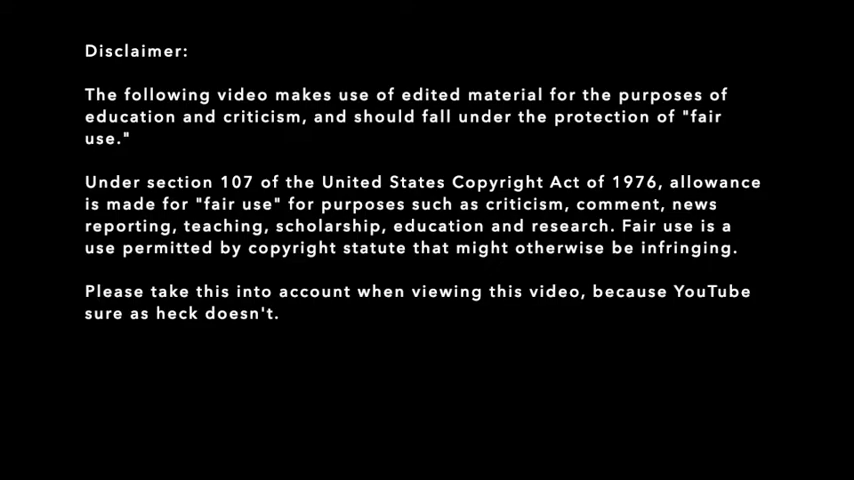 Disclaimer:
The following video makes use of edited material for the purposes of
education and criticism, and should fall under the protection of "fair
use."
Under section 107 of the United States Copyright Act of 1976, allowance
is made for "fair use" for purposes such as criticism, comment, news
reporting, teaching, scholarship, education and research. Fair use is a
use permitted by copyright statute that might otherwise be infringing.
Please take this into account when viewing this video, because YouTube
sure as heck doesn't.